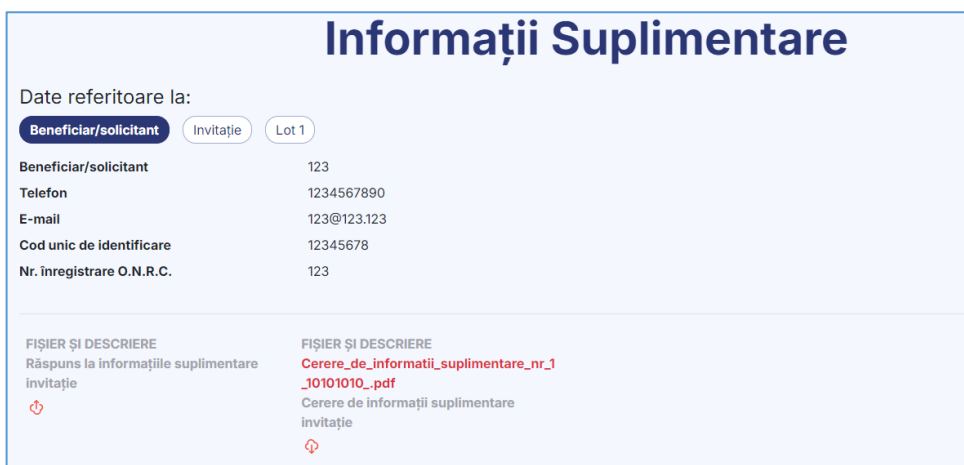 Informații Suplimentare
Date referitoare la:
Beneficiar/solicitant Invitație Lot 1
Beneficiar/solicitant 123
Telefon 1234567890
E-mail 123@123.123
Cod unic de identificare 12345678
Nr. înregistrare O.N.R.C. 123
FIȘIER ȘI DESCRIERE
Răspuns la informațiile suplimentare
invitație
FIȘIER ȘI DESCRIERE
Cerere_de_informatii_suplimentare_nr_1
_10101010_.pdf
Cerere de informații suplimentare
invitație